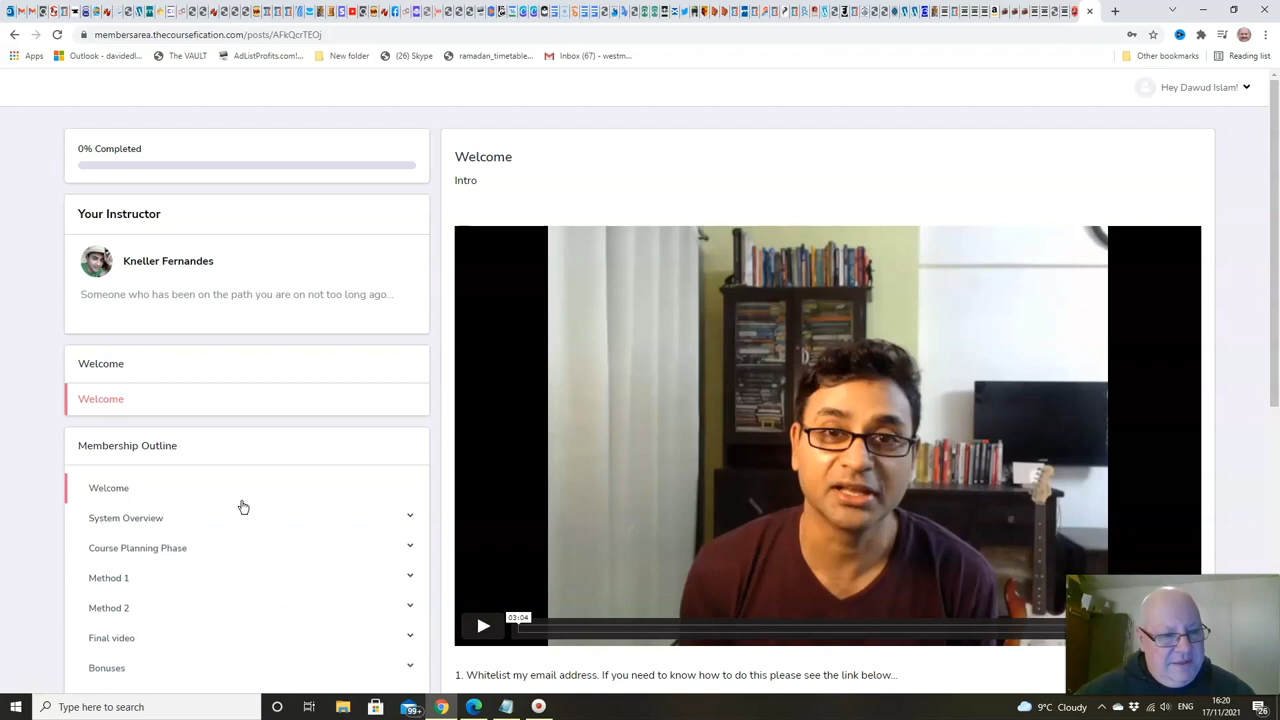 membersarea.thecoursefication.com/posts/AFkQcrTEOj
Apps
Outlook - davidedl...
The VAULT
AdListProfits.com!...
New folder
(26) Skype
ramadan_timetable...
Inbox (67) - westm...
Other bookmarks
Reading list
Hey Dawud Islam!
0% Completed
Your Instructor
Kneller Fernandes
Someone who has been on the path you are on not too long ago...
Welcome
Welcome
Membership Outline
Welcome
System Overview
Course Planning Phase
Method 1
Method 2
Final video
Bonuses
Welcome
Intro
03:04
1. Whitelist my email address. If you need to know how to do this please see the link below...
Type here to search
99+
9°C Cloudy
16:20
17/11/2021
26